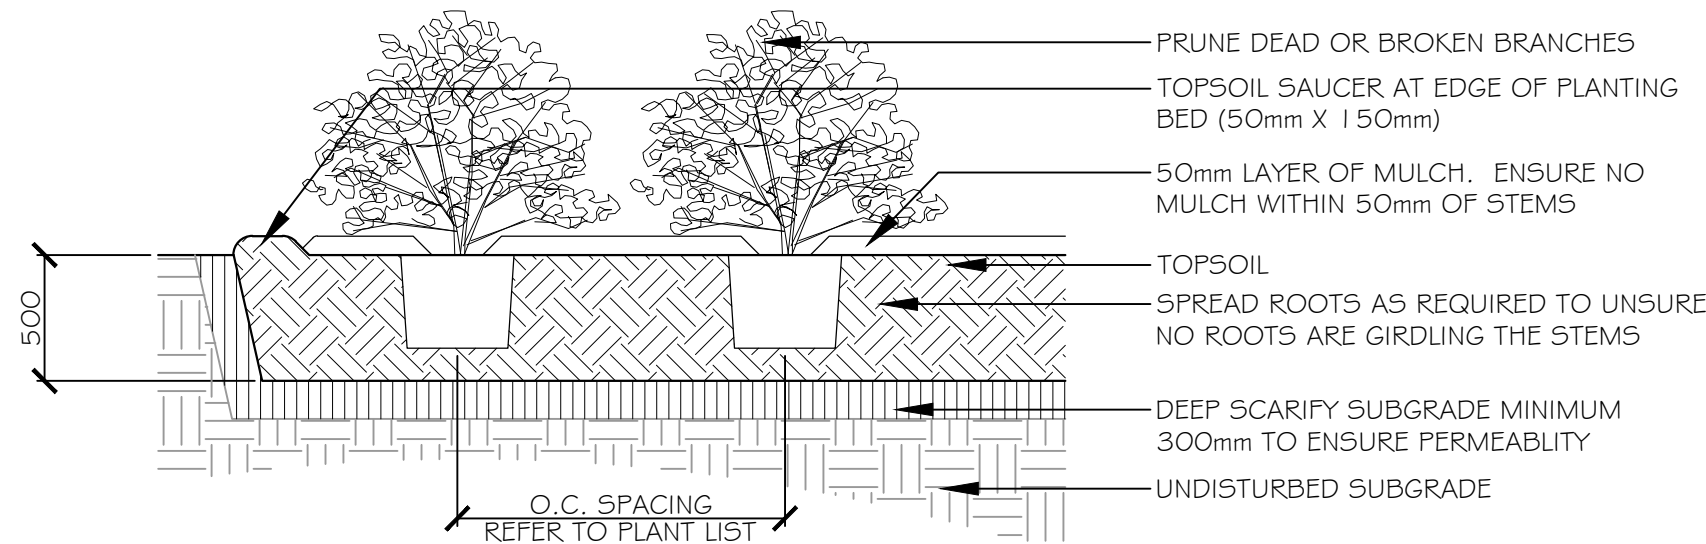 PRUNE DEAD OR BROKEN BRANCHES
TOPSOIL SAUCER AT EDGE OF PLANTING
BED (50mm X 150mm)
50mm LAYER OF MULCH. ENSURE NO
MULCH WITHIN 50mm OF STEMS
TOPSOIL
SPREAD ROOTS AS REQUIRED TO UNSURE
NO ROOTS ARE GIRDLING THE STEMS
500
DEEP SCARIFY SUBGRADE MINIMUM
300mm TO ENSURE PERMEABLITY
UNDISTURBED SUBGRADE
O.C. SPACING
REFER TO PLANT LIST